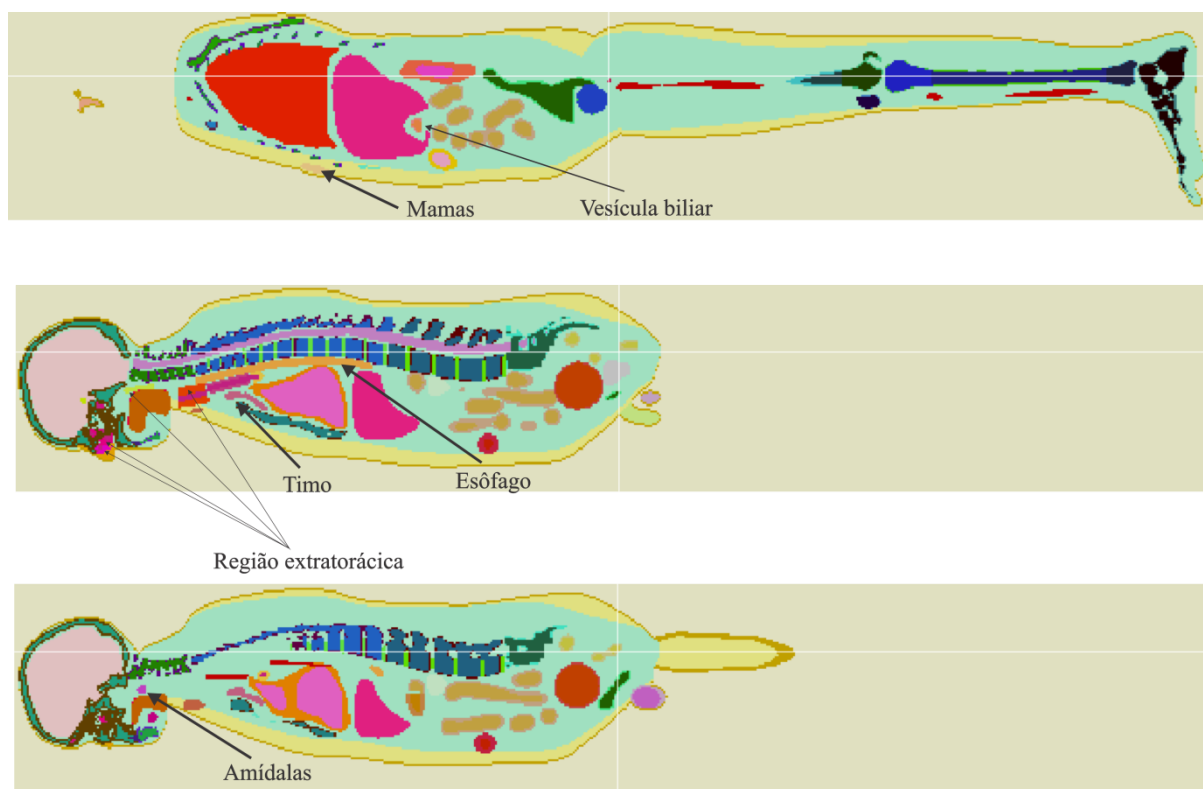 Mamas
Vesícula biliar
Timo
Esôfago
Região extratorácica
Amídalas